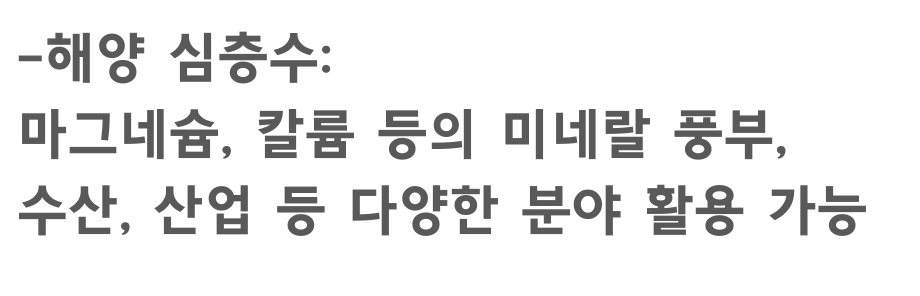 -해양 심층수:
마그네슘, 칼륨 등의 미네랄 풍부,
수산, 산업 등 다양한 분야 활용 가능